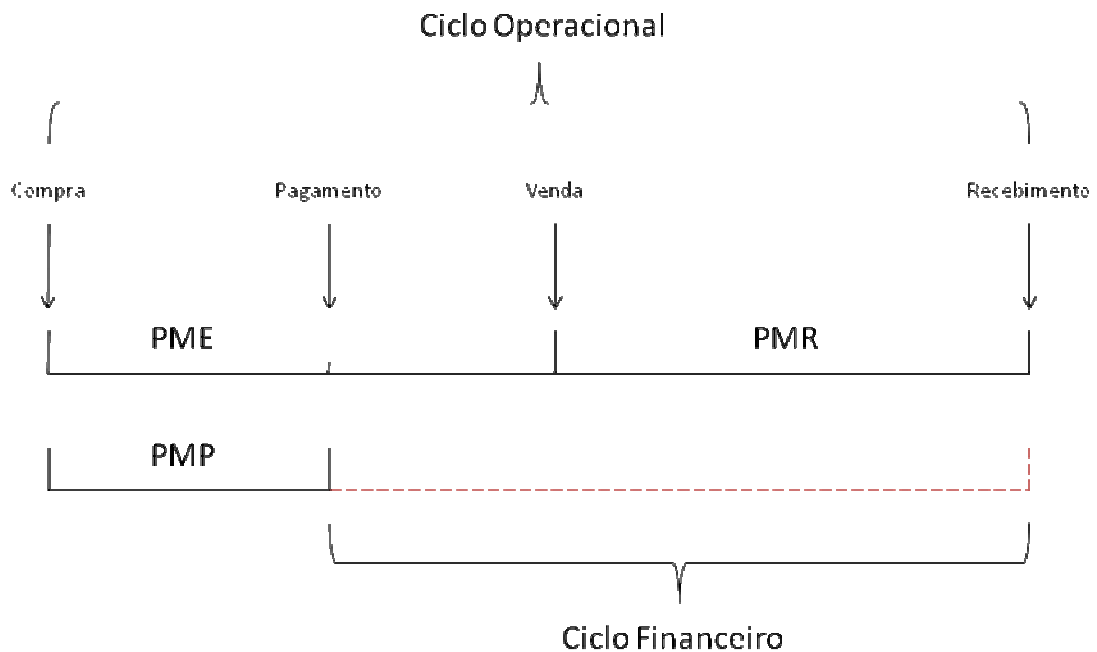 Ciclo Operacional
Compra Pagamento Venda Recebimento
PME PMR
PMP
Ciclo Financeiro